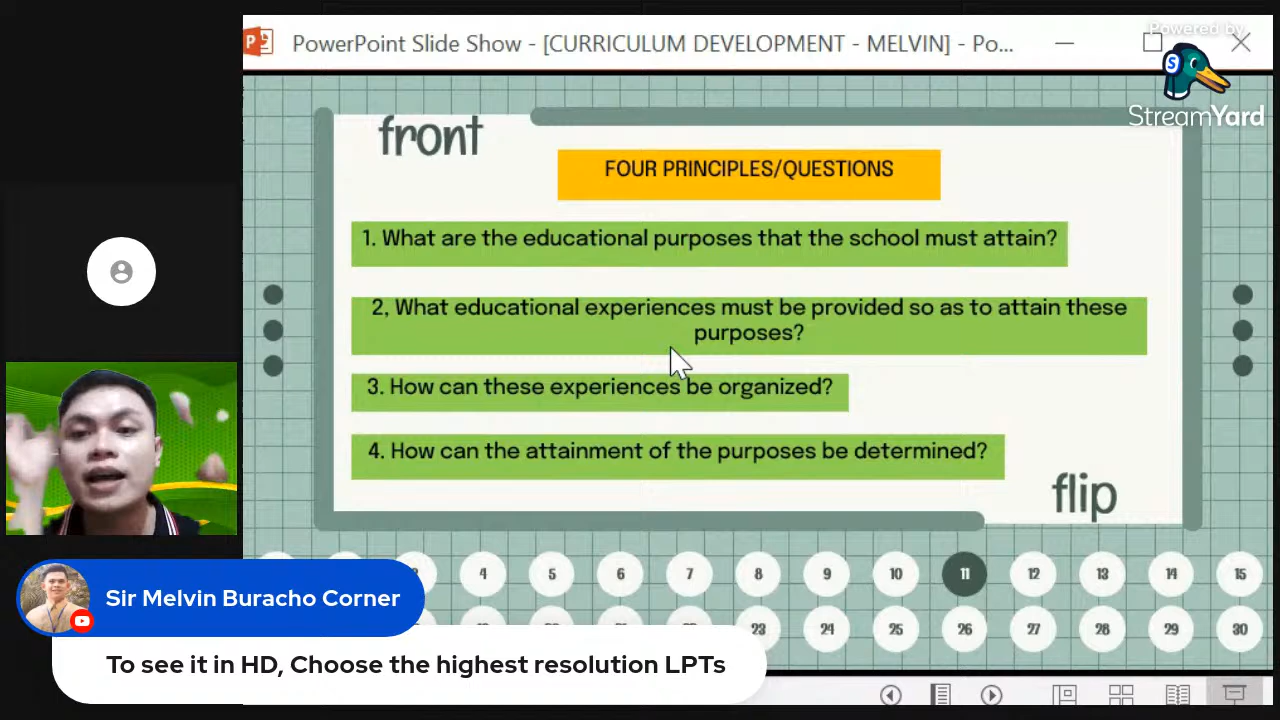 PowerPoint Slide Show - [CURRICULUM DEVELOPMENT - MELVIN] - Po...
Powered by
StreamYard
front
FOUR PRINCIPLES/QUESTIONS
1. What are the educational purposes that the school must attain?
2, What educational experiences must be provided so as to attain these
purposes?
3. How can these experiences be organized?
4. How can the attainment of the purposes be determined?
flip
4 5 6 7 8 9 10 11 12 13 14 15
23 24 25 26 27 28 29 30
Sir Melvin Buracho Corner
To see it in HD, Choose the highest resolution LPTs